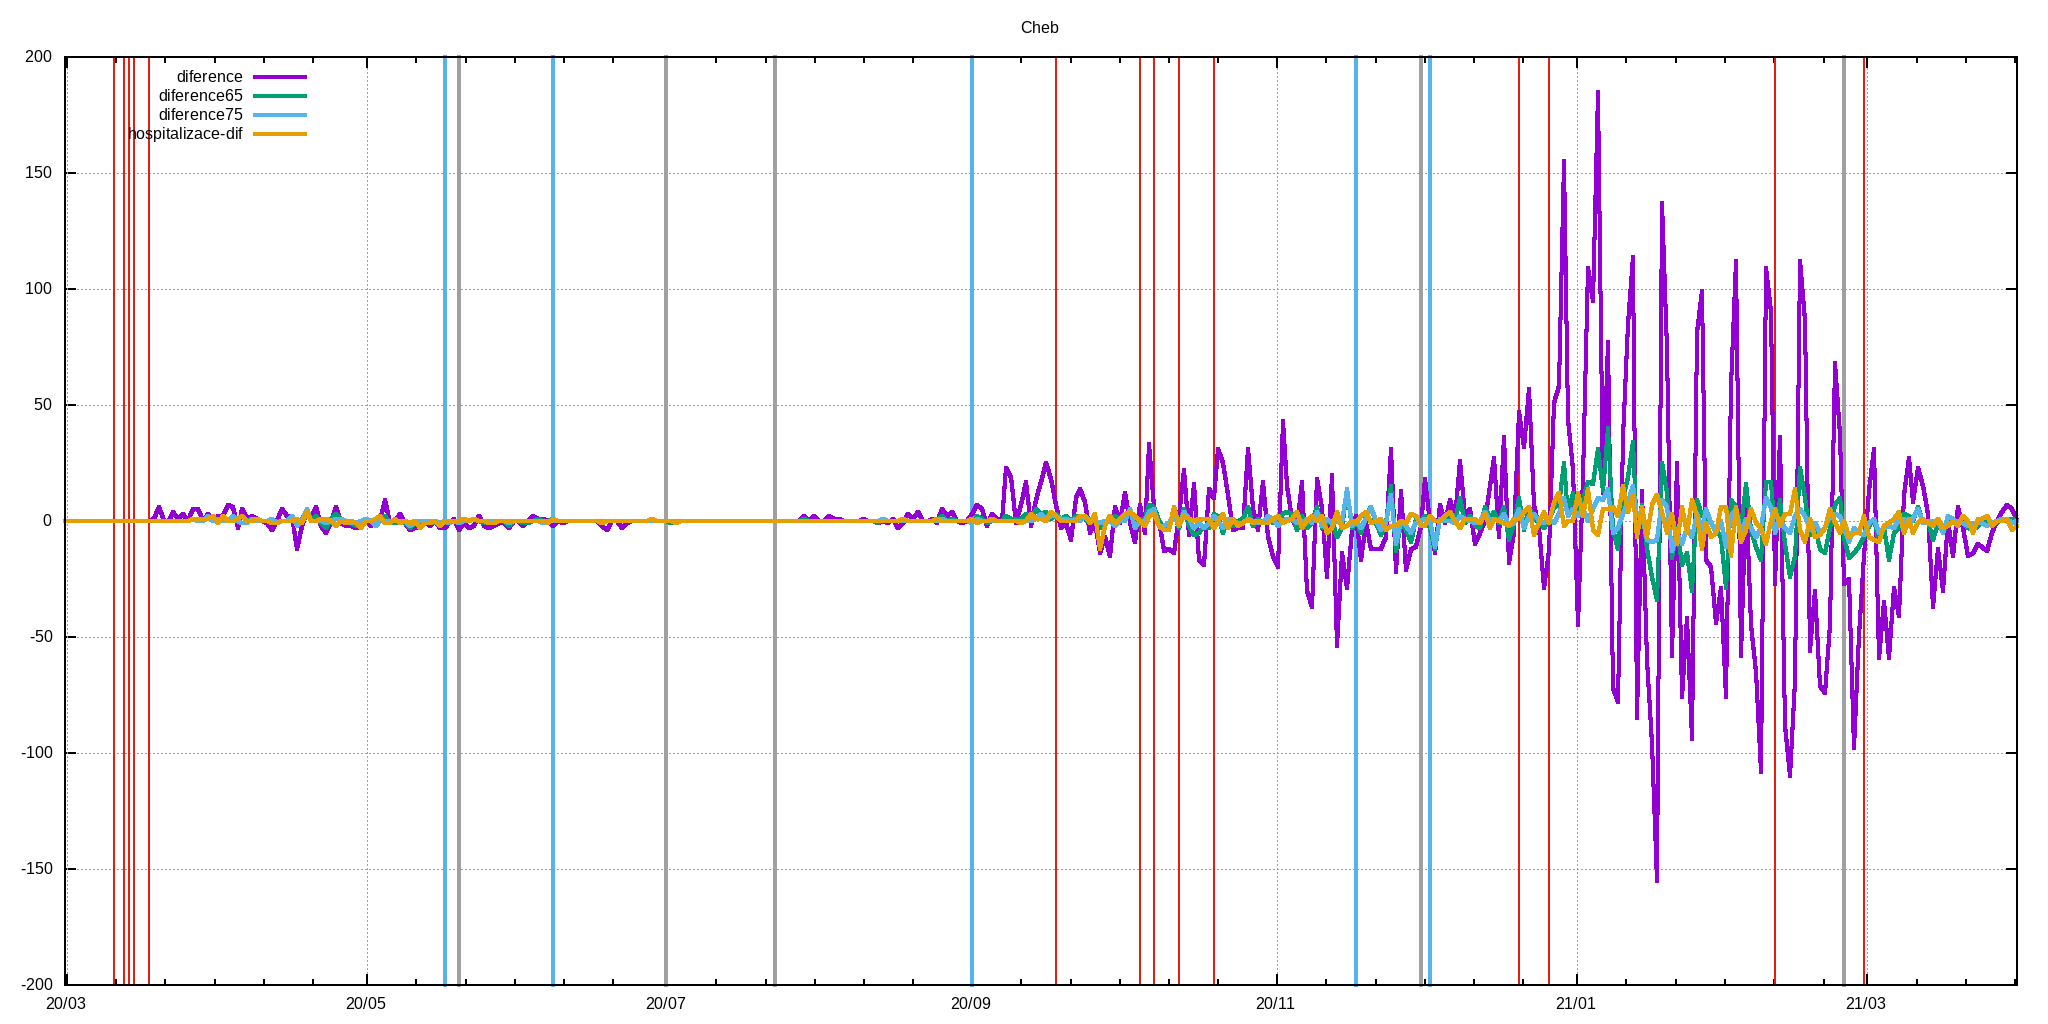 Cheb
200
150
100
50
0
-50
-100
-150
-200
diference
diference65
diference75
hospitalizace-dif
20/03 20/05 20/07 20/09 20/11 21/01 21/03